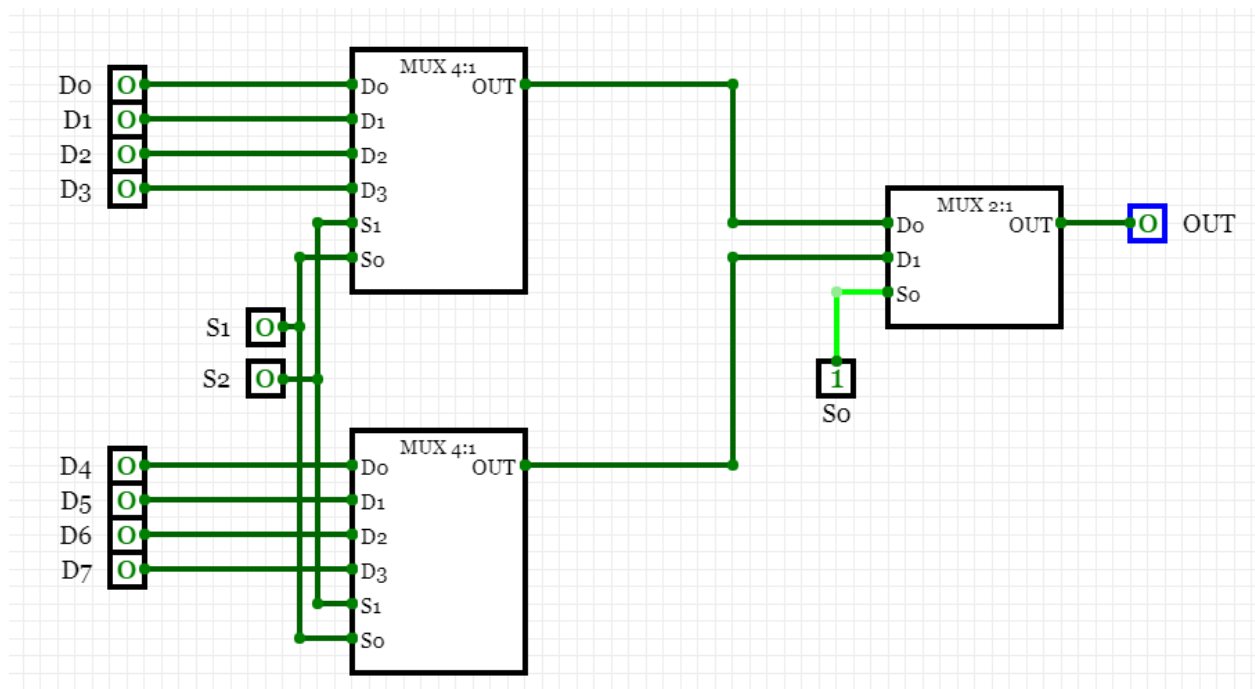 MUX 4:1
D0 0 D0 OUT
D1 0 D1
D2 0 D2
D3 0 D3
S1
S0
MUX 2:1
D0 OUT 0 OUT
D1
S0
S1 0
S2 0
1
S0
MUX 4:1
D4 0 D0 OUT
D5 0 D1
D6 0 D2
D7 0 D3
S1
S0